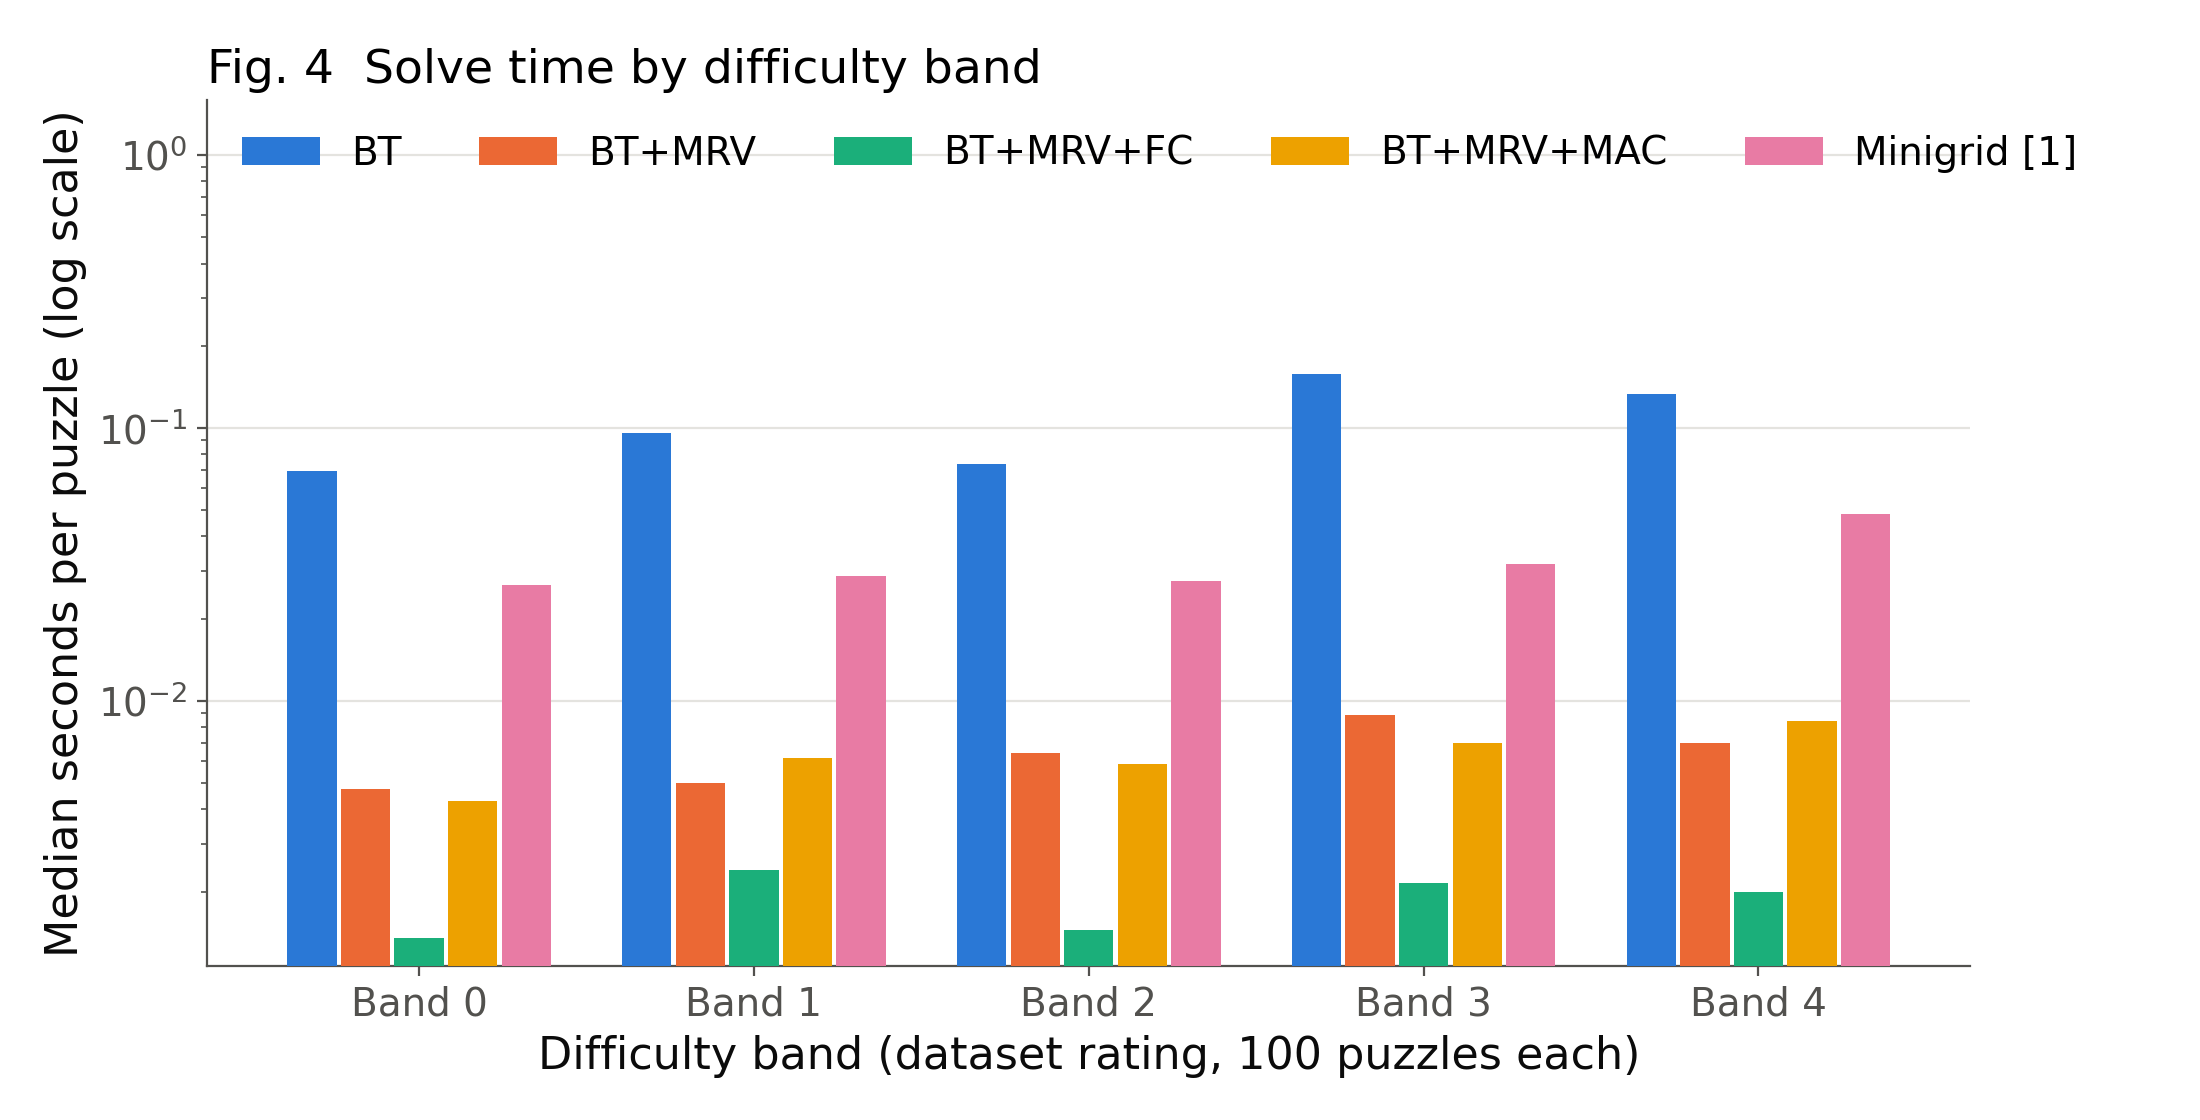 Fig. 4  Solve time by difficulty band
BT
BT+MRV
BT+MRV+FC
BT+MRV+MAC
Minigrid [1]
Median seconds per puzzle (log scale)
10⁰
10⁻¹
10⁻²
Band 0
Band 1
Band 2
Band 3
Band 4
Difficulty band (dataset rating, 100 puzzles each)